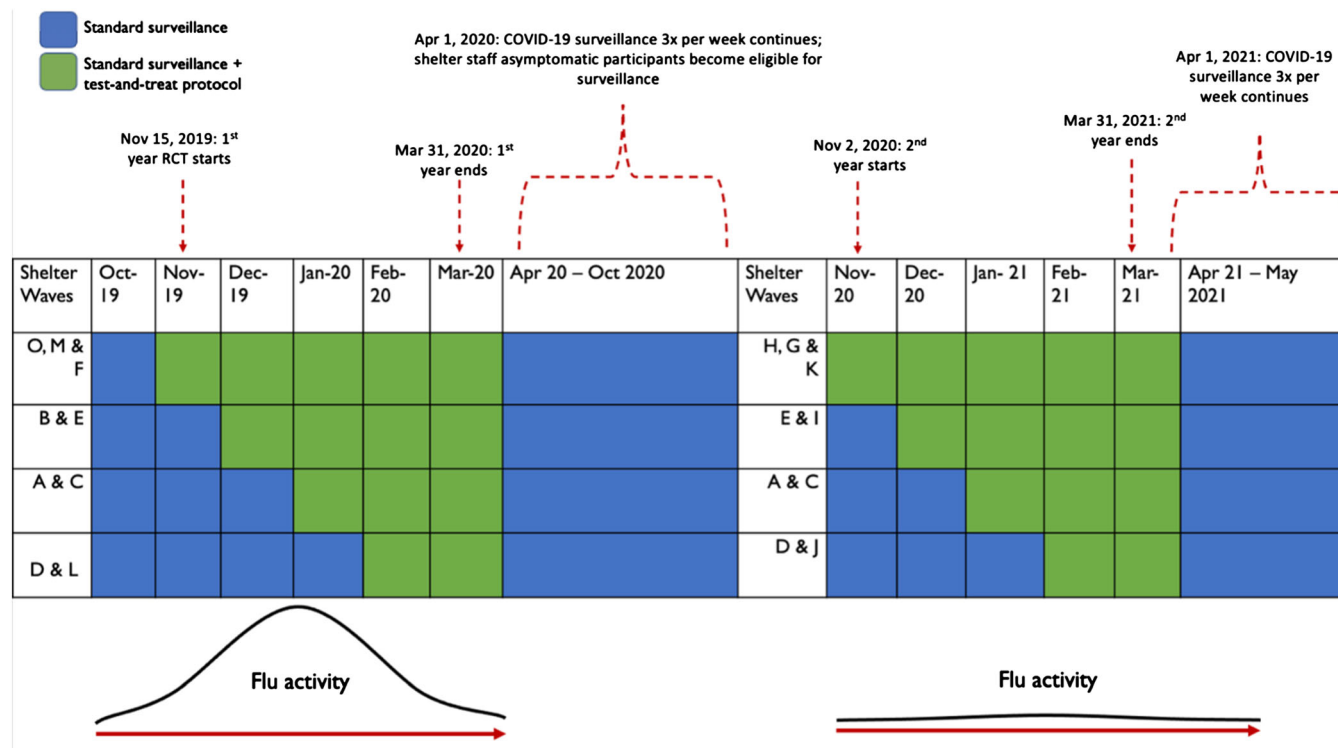 Standard surveillance
Standard surveillance +
test-and-treat protocol
Nov 15, 2019: 1st
year RCT starts
Mar 31, 2020: 1st
year ends
Apr 1, 2020: COVID-19 surveillance 3x per week continues;
shelter staff asymptomatic participants become eligible for
surveillance
Nov 2, 2020: 2nd
year starts
Mar 31, 2021: 2nd
year ends
Apr 1, 2021: COVID-19
surveillance 3x per
week continues
Shelter
Waves
Oct-
19
Nov-
19
Dec-
19
Jan-20
Feb-
20
Mar-20
Apr 20 – Oct 2020
Shelter
Waves
Nov-
20
Dec-
20
Jan- 21
Feb-
21
Mar-
21
Apr 21 – May
2021
O, M &
F
H, G &
K
B & E
E & I
A & C
A & C
D & L
D & J
Flu activity
Flu activity